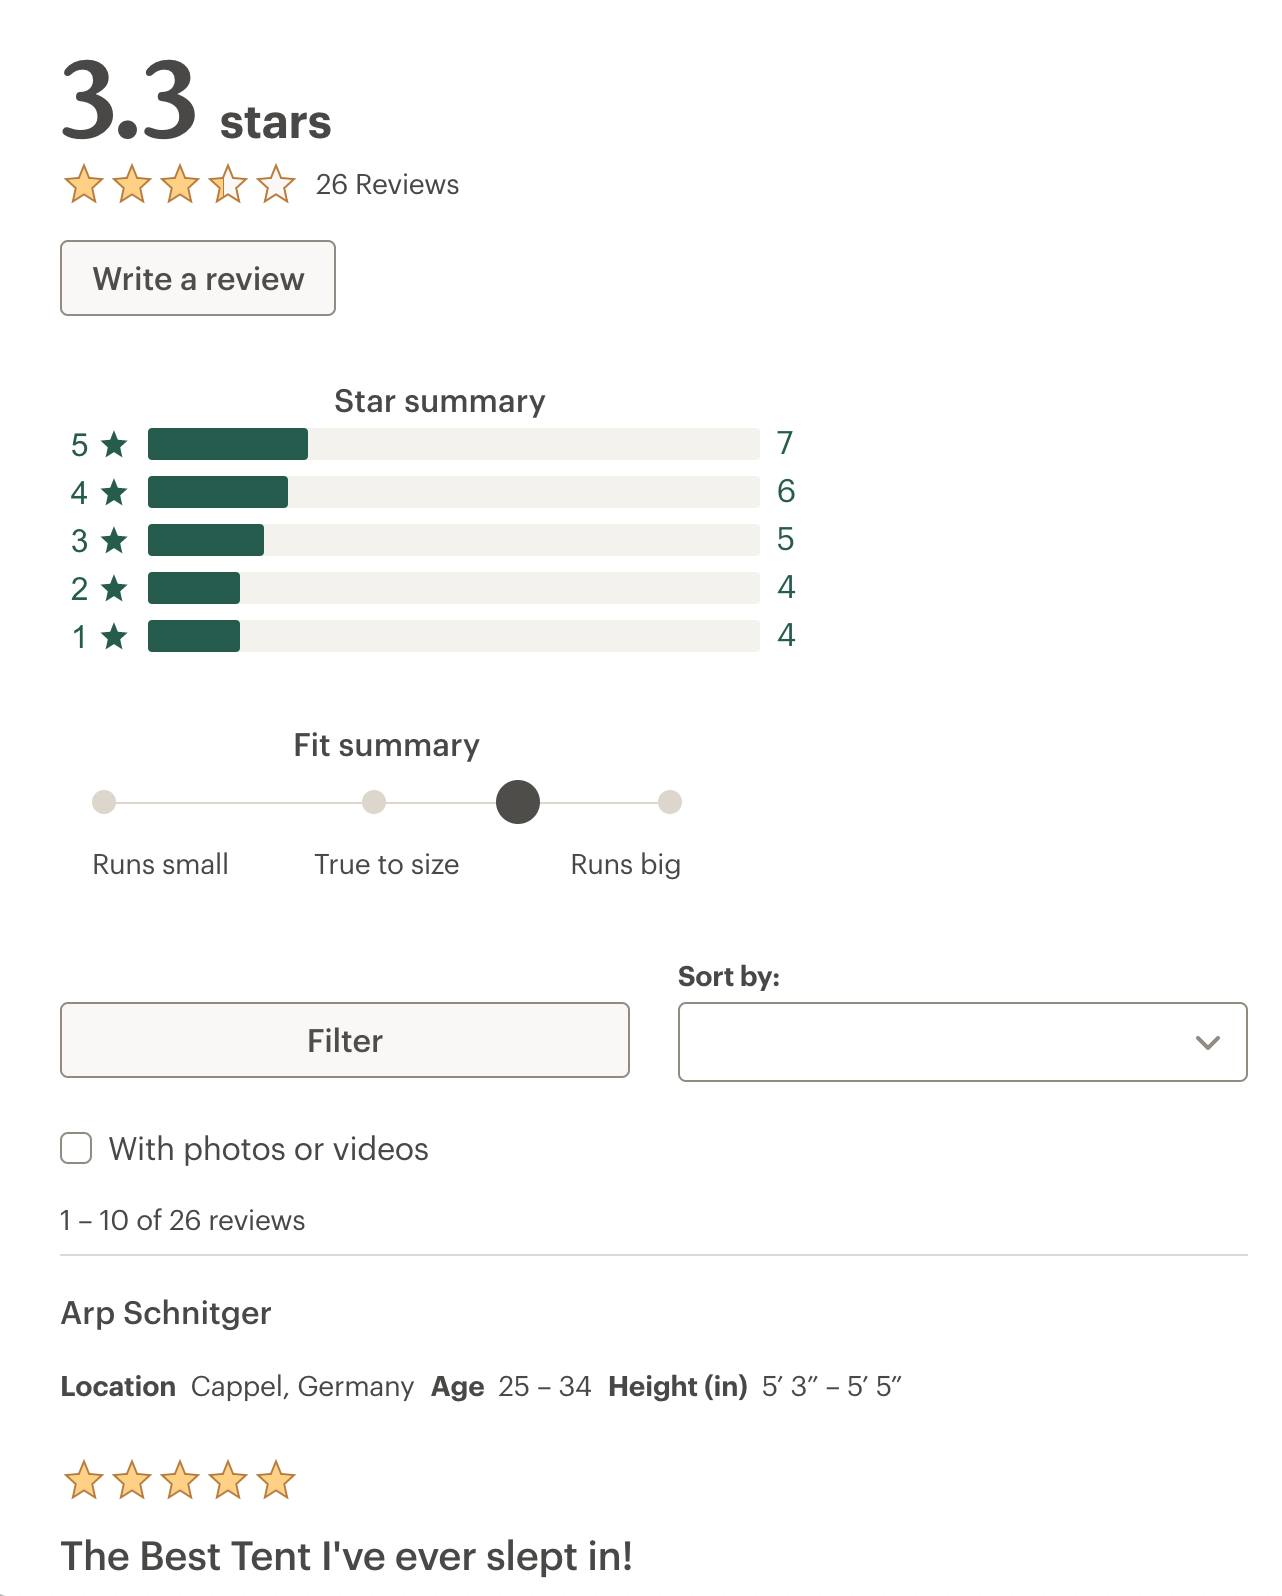 3.3 stars
26 Reviews
Write a review
Star summary
5 7
4 6
3 5
2 4
1 4
Fit summary
Runs small True to size Runs big
Sort by:
Filter
With photos or videos
1 – 10 of 26 reviews
Arp Schnitger
Location Cappel, Germany Age 25 – 34 Height (in) 5′ 3″ – 5′ 5″
The Best Tent I've ever slept in!